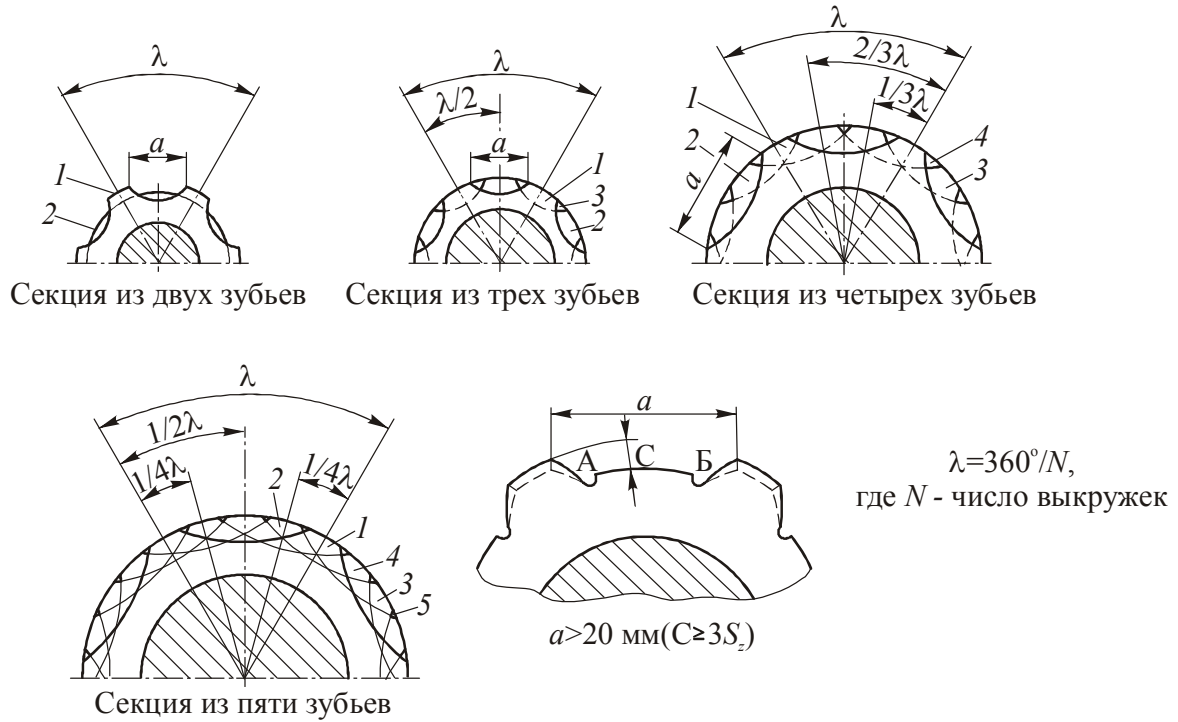 λ
a
1
2
Секция из двух зубьев
λ
λ/2
a
1
3
2
Секция из трех зубьев
λ
2/3λ
1/3λ
1
2
a
4
3
Секция из четырех зубьев
λ
1/2λ
1/4λ
1/4λ
2
1
4
3
5
Секция из пяти зубьев
a
А
С
Б
a>20 мм(С≥3Sz)
λ=360°/N,
где N - число выкружек